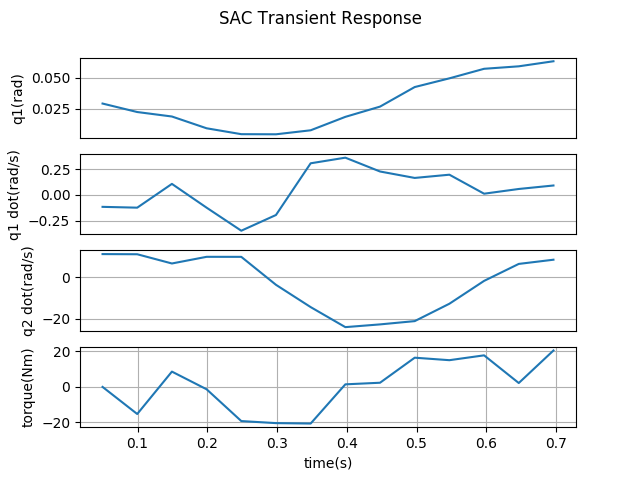 SAC Transient Response
0.050
0.025
q1(rad)
0.25
0.00
−0.25
q1 dot(rad/s)
0
−20
q2 dot(rad/s)
20
0
−20
torque(Nm)
0.1 0.2 0.3 0.4 0.5 0.6 0.7
time(s)